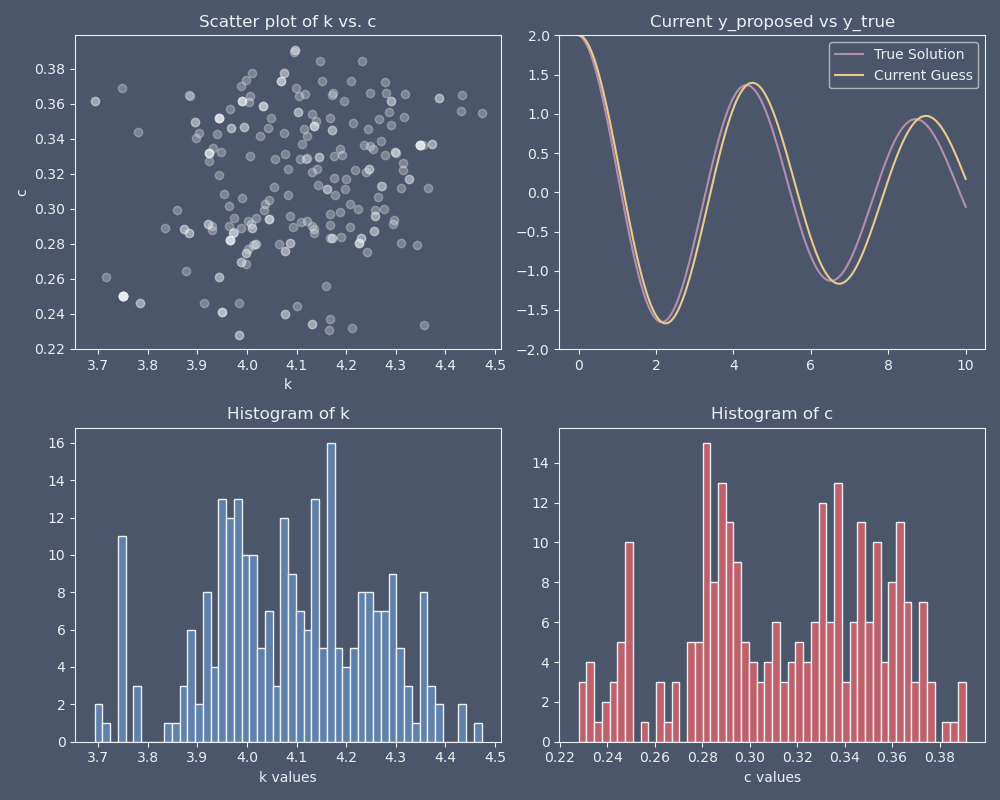 Scatter plot of k vs. c
0.38
0.36
0.34
0.32
0.30
0.28
0.26
0.24
0.22
c
3.7 3.8 3.9 4.0 4.1 4.2 4.3 4.4 4.5
k
Current y_proposed vs y_true
2.0
1.5
1.0
0.5
0.0
−0.5
−1.0
−1.5
−2.0
True Solution
Current Guess
0 2 4 6 8 10
Histogram of k
16
14
12
10
8
6
4
2
0
3.7 3.8 3.9 4.0 4.1 4.2 4.3 4.4 4.5
k values
Histogram of c
14
12
10
8
6
4
2
0
0.22 0.24 0.26 0.28 0.30 0.32 0.34 0.36 0.38
c values